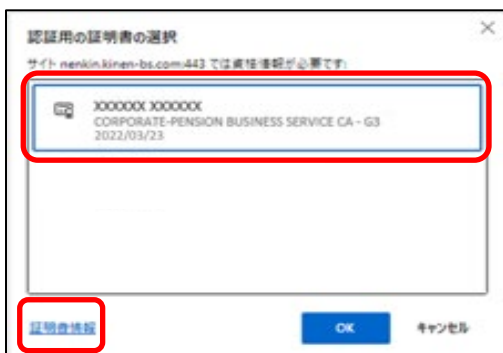 認証用の証明書の選択
サイト nenkin.kinen-bs.com:443 では資格情報が必要です:
XXXXXX XXXXXX
CORPORATE-PENSION BUSINESS SERVICE CA - G3
2022/03/23
証明書情報
OK
キャンセル